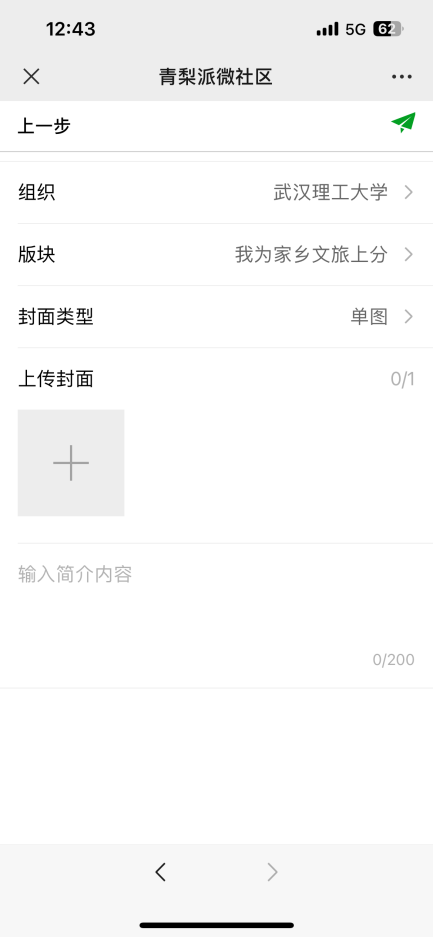 12:43
5G
62
青梨派微社区
上一步
组织
武汉理工大学
版块
我为家乡文旅上分
封面类型
单图
上传封面
0/1
输入简介内容
0/200